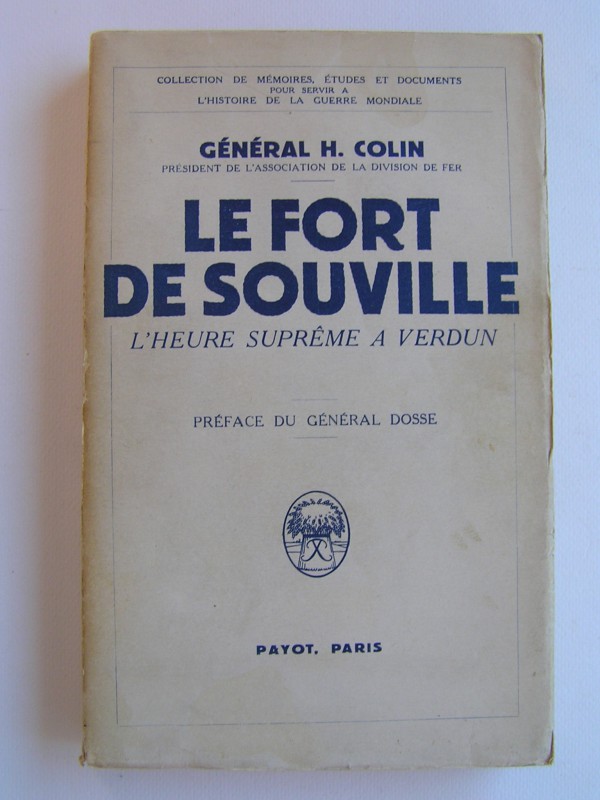 COLLECTION DE MÉMOIRES, ÉTUDES ET DOCUMENTS
POUR SERVIR A
L'HISTOIRE DE LA GUERRE MONDIALE
GÉNÉRAL H. COLIN
PRÉSIDENT DE L'ASSOCIATION DE LA DIVISION DE FER
LE FORT
DE SOUVILLE
L'HEURE SUPRÊME A VERDUN
PRÉFACE DU GÉNÉRAL DOSSE
PAYOT, PARIS